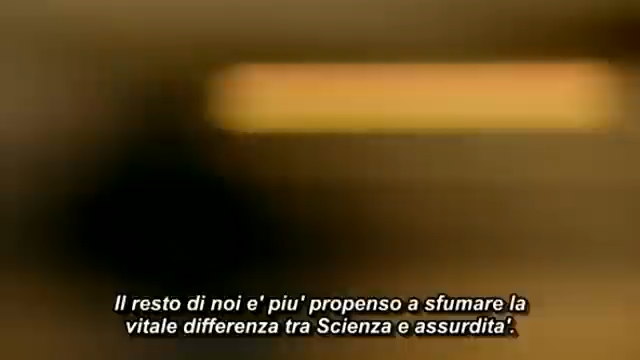 Il resto di noi e' piu' propenso a sfumare la
vitale differenza tra Scienza e assurdita'.